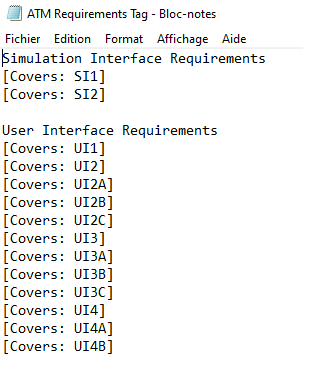 ATM Requirements Tag - Bloc-notes
Fichier Edition Format Affichage Aide
Simulation Interface Requirements
[Covers: SI1]
[Covers: SI2]
User Interface Requirements
[Covers: UI1]
[Covers: UI2]
[Covers: UI2A]
[Covers: UI2B]
[Covers: UI2C]
[Covers: UI3]
[Covers: UI3A]
[Covers: UI3B]
[Covers: UI3C]
[Covers: UI4]
[Covers: UI4A]
[Covers: UI4B]